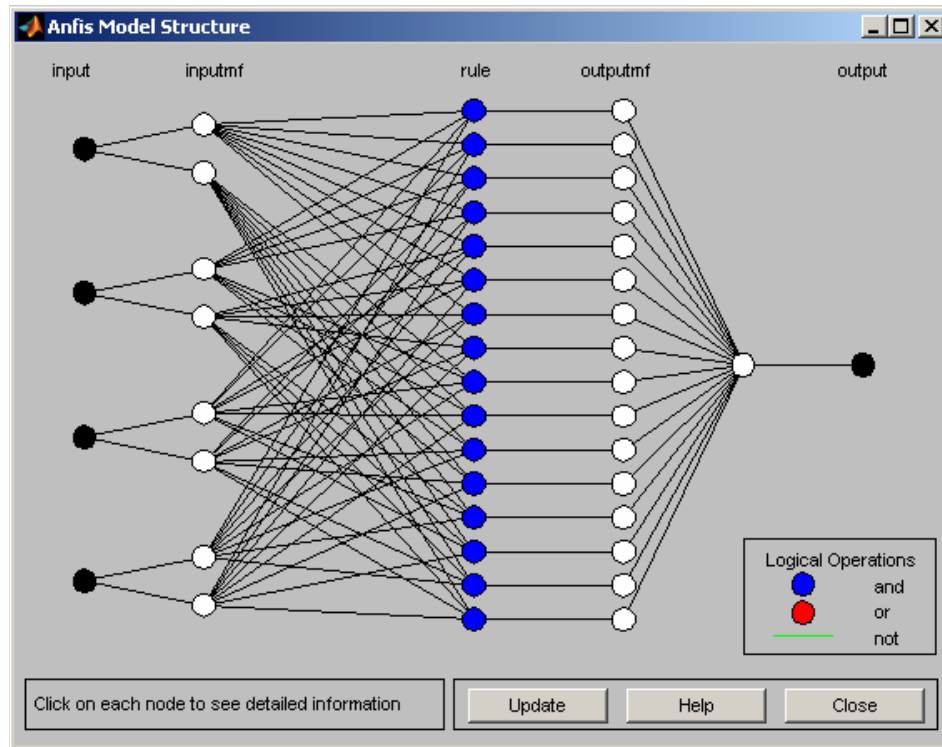 Anfis Model Structure
input inputmf rule outputmf output
Logical Operations
and
or
not
Click on each node to see detailed information
Update Help Close